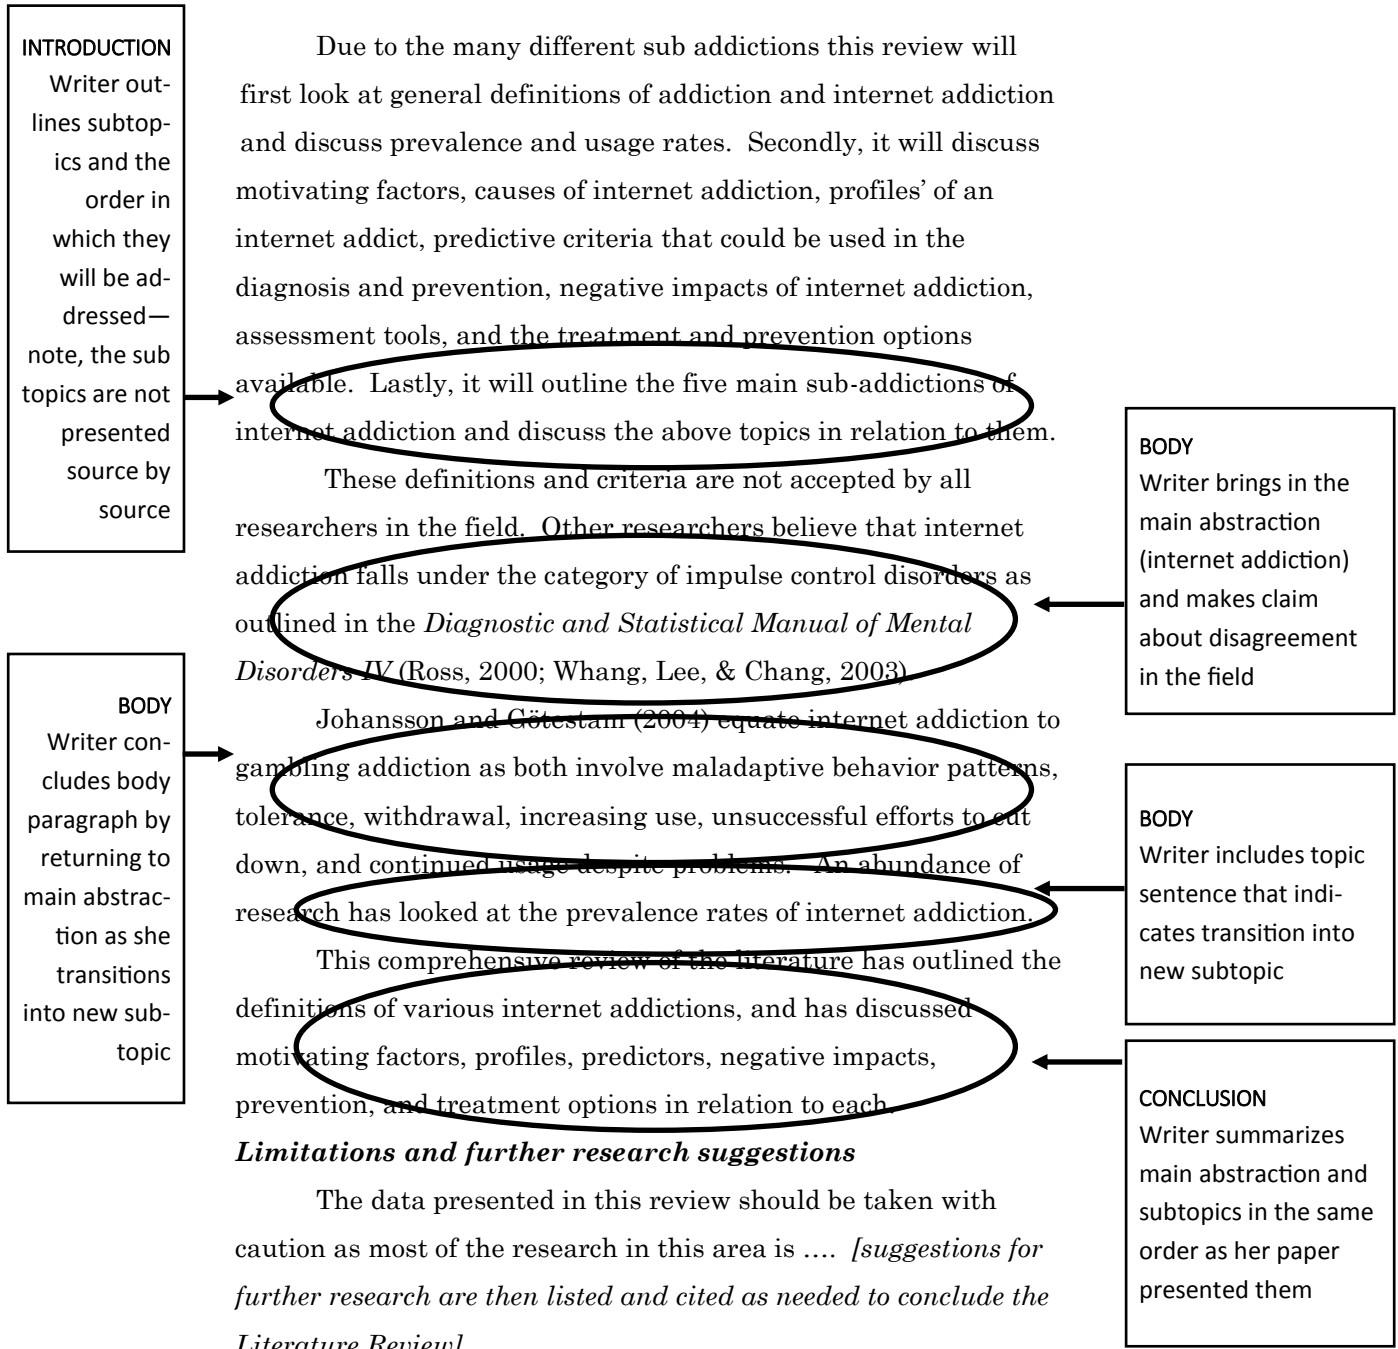 INTRODUCTION
Writer out-
lines subtop-
ics and the
order in
which they
will be ad-
dressed—
note, the sub
topics are not
presented
source by
source
Due to the many different sub addictions this review will
first look at general definitions of addiction and internet addiction
and discuss prevalence and usage rates.  Secondly, it will discuss
motivating factors, causes of internet addiction, profiles’ of an
internet addict, predictive criteria that could be used in the
diagnosis and prevention, negative impacts of internet addiction,
assessment tools, and the treatment and prevention options
available.  Lastly, it will outline the five main sub-addictions of
internet addiction and discuss the above topics in relation to them.
These definitions and criteria are not accepted by all
researchers in the field.  Other researchers believe that internet
addiction falls under the category of impulse control disorders as
outlined in the Diagnostic and Statistical Manual of Mental
Disorders IV (Ross, 2000; Whang, Lee, & Chang, 2003).
BODY
Writer brings in the
main abstraction
(internet addiction)
and makes claim
about disagreement
in the field
BODY
Writer con-
cludes body
paragraph by
returning to
main abstrac-
tion as she
transitions
into new sub-
topic
Johansson and Götestam (2004) equate internet addiction to
gambling addiction as both involve maladaptive behavior patterns,
tolerance, withdrawal, increasing use, unsuccessful efforts to cut
down, and continued usage despite problems.  An abundance of
research has looked at the prevalence rates of internet addiction.
BODY
Writer includes topic
sentence that indi-
cates transition into
new subtopic
This comprehensive review of the literature has outlined the
definitions of various internet addictions, and has discussed
motivating factors, profiles, predictors, negative impacts,
prevention, and treatment options in relation to each.
CONCLUSION
Writer summarizes
main abstraction and
subtopics in the same
order as her paper
presented them
Limitations and further research suggestions
The data presented in this review should be taken with
caution as most of the research in this area is ….  [suggestions for
further research are then listed and cited as needed to conclude the
Literature Review]